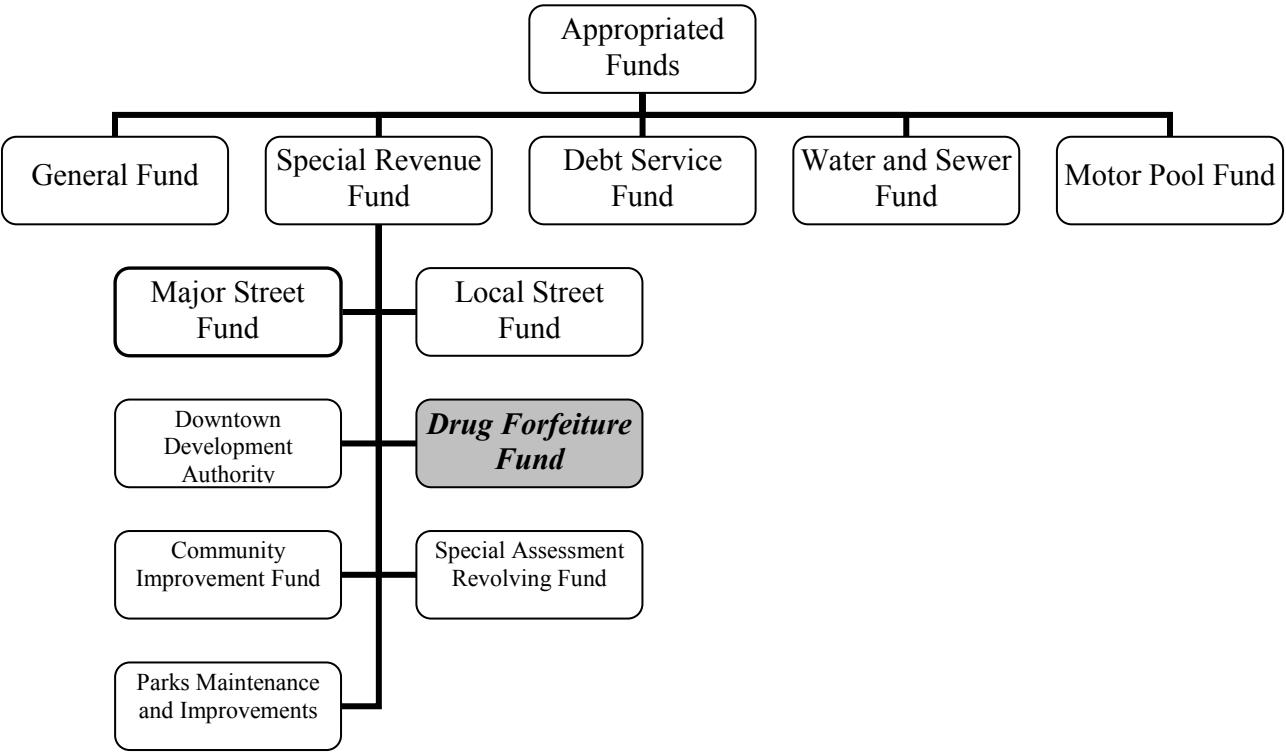 Appropriated
Funds
General Fund
Special Revenue
Fund
Debt Service
Fund
Water and Sewer
Fund
Motor Pool Fund
Major Street
Fund
Local Street
Fund
Downtown
Development
Authority
Drug Forfeiture
Fund
Community
Improvement Fund
Special Assessment
Revolving Fund
Parks Maintenance
and Improvements